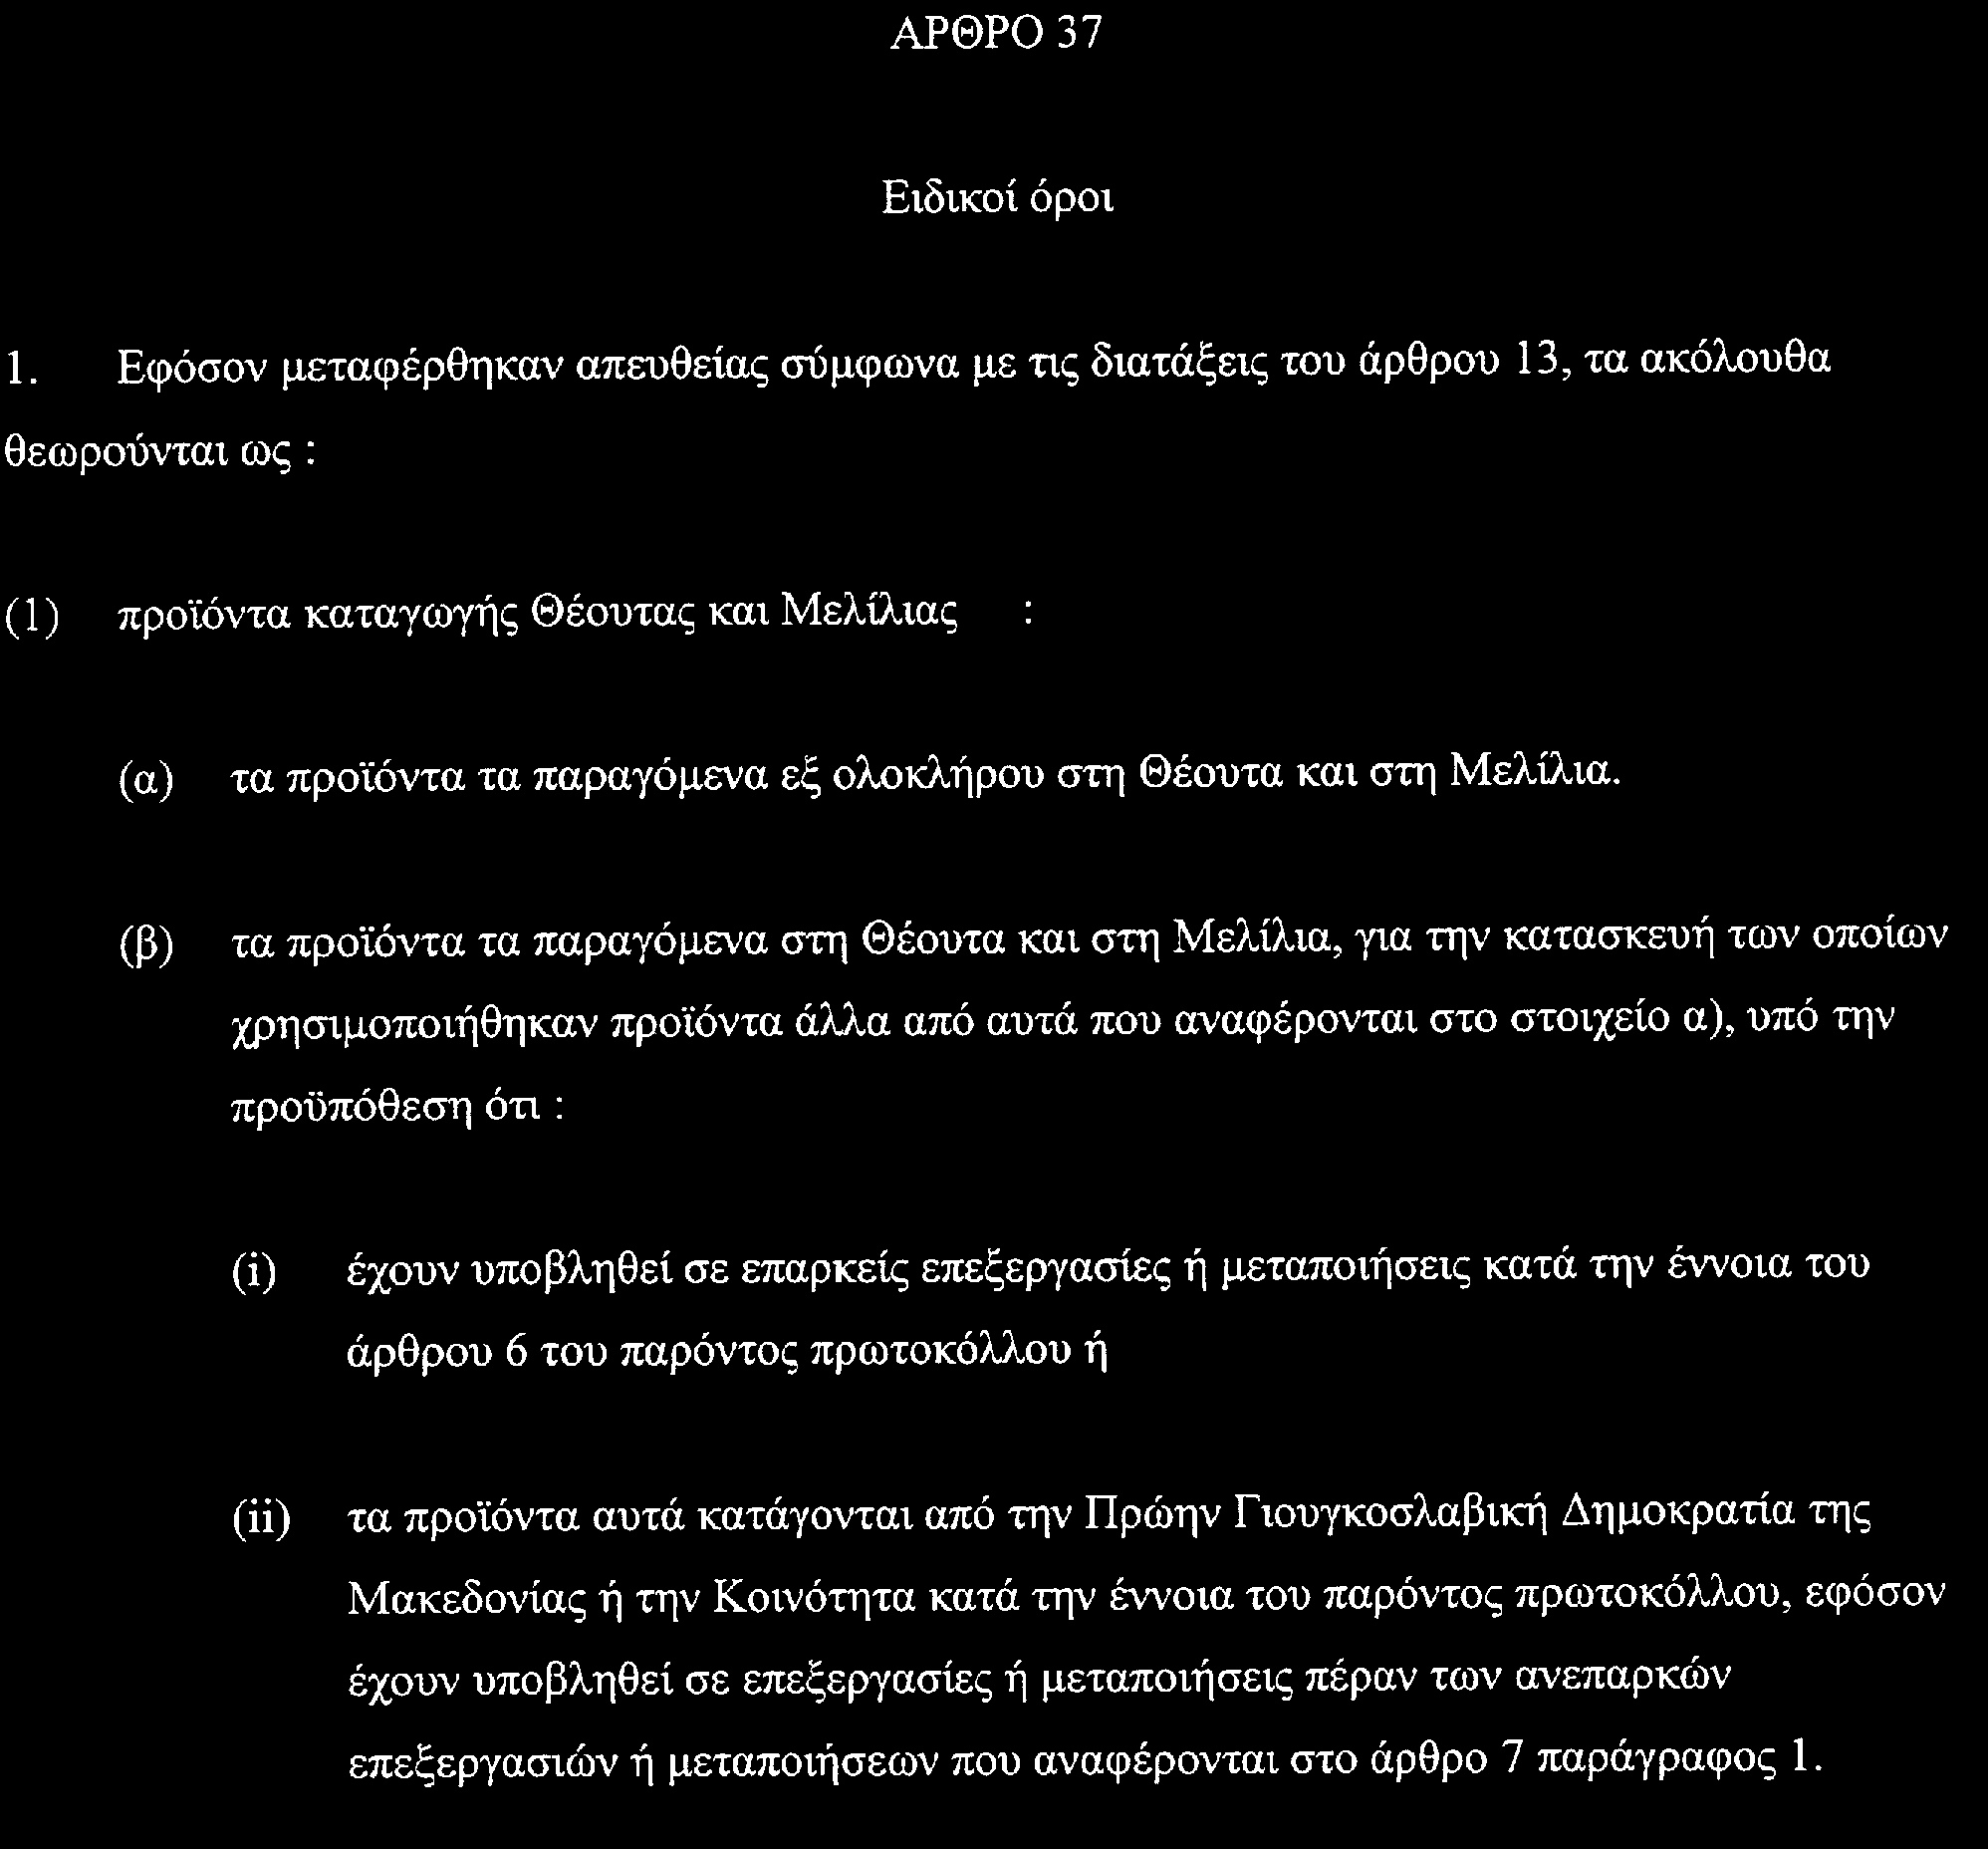 ΑΡΘΡΟ 37
Ειδικοί όροι
1. Εφόσον μεταφέρθηκαν απευθείας σύμφωνα με τις διατάξεις του άρθρου 13, τα ακόλουθα
θεωρούνται ως :
(1) προϊόντα καταγωγής Θέουτας και Μελίλιας :
(α) τα προϊόντα τα παραγόμενα εξ ολοκλήρου στη Θέουτα και στη Μελίλια.
(β) τα προϊόντα τα παραγόμενα στη Θέουτα και στη Μελίλια, για την κατασκευή των οποίων
χρησιμοποιήθηκαν προϊόντα άλλα από αυτά που αναφέρονται στο στοιχείο α), υπό την
προϋπόθεση ότι :
(i) έχουν υποβληθεί σε επαρκείς επεξεργασίες ή μεταποιήσεις κατά την έννοια του
άρθρου 6 του παρόντος πρωτοκόλλου ή
(ii) τα προϊόντα αυτά κατάγονται από την Πρώην Γιουγκοσλαβική Δημοκρατία της
Μακεδονίας ή την Κοινότητα κατά την έννοια του παρόντος πρωτοκόλλου, εφόσον
έχουν υποβληθεί σε επεξεργασίες ή μεταποιήσεις πέραν των ανεπαρκών
επεξεργασιών ή μεταποιήσεων που αναφέρονται στο άρθρο 7 παράγραφος 1.